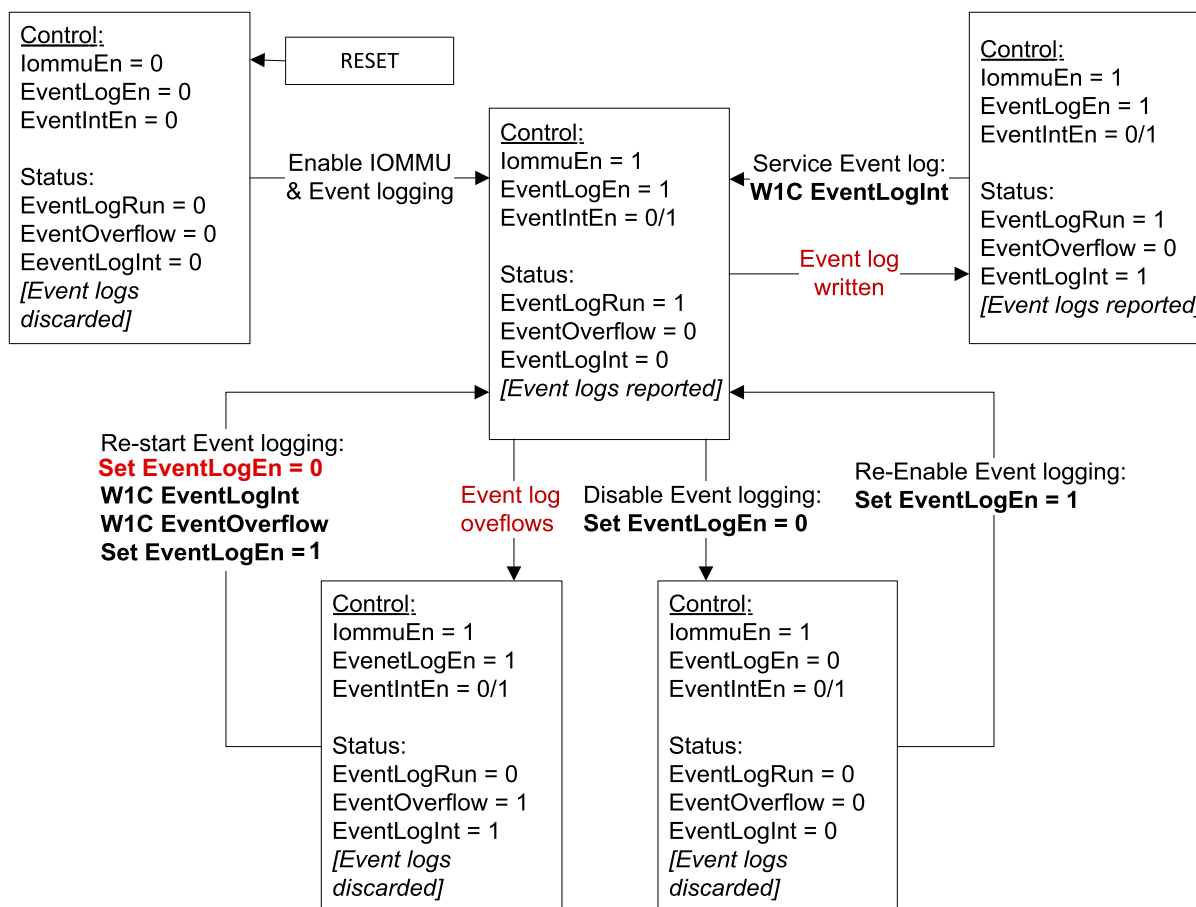 Control:
IommuEn = 0
EventLogEn = 0
EventIntEn = 0
Status:
EventLogRun = 0
EventOverflow = 0
EeventLogInt = 0
[Event logs
discarded]
RESET
Enable IOMMU
& Event logging
Control:
IommuEn = 1
EventLogEn = 1
EventIntEn = 0/1
Status:
EventLogRun = 1
EventOverflow = 0
EventLogInt = 0
[Event logs reported]
Service Event log:
W1C EventLogInt
Event log
written
Control:
IommuEn = 1
EventLogEn = 1
EventIntEn = 0/1
Status:
EventLogRun = 1
EventOverflow = 0
EventLogInt = 1
[Event logs reported]
Re-start Event logging:
Set EventLogEn = 0
W1C EventLogInt
W1C EventOverflow
Set EventLogEn = 1
Event log
oveflows
Disable Event logging:
Set EventLogEn = 0
Re-Enable Event logging:
Set EventLogEn = 1
Control:
IommuEn = 1
EvenetLogEn = 1
EventIntEn = 0/1
Status:
EventLogRun = 0
EventOverflow = 1
EventLogInt = 1
[Event logs
discarded]
Control:
IommuEn = 1
EventLogEn = 0
EventIntEn = 0/1
Status:
EventLogRun = 0
EventOverflow = 0
EventLogInt = 0
[Event logs
discarded]